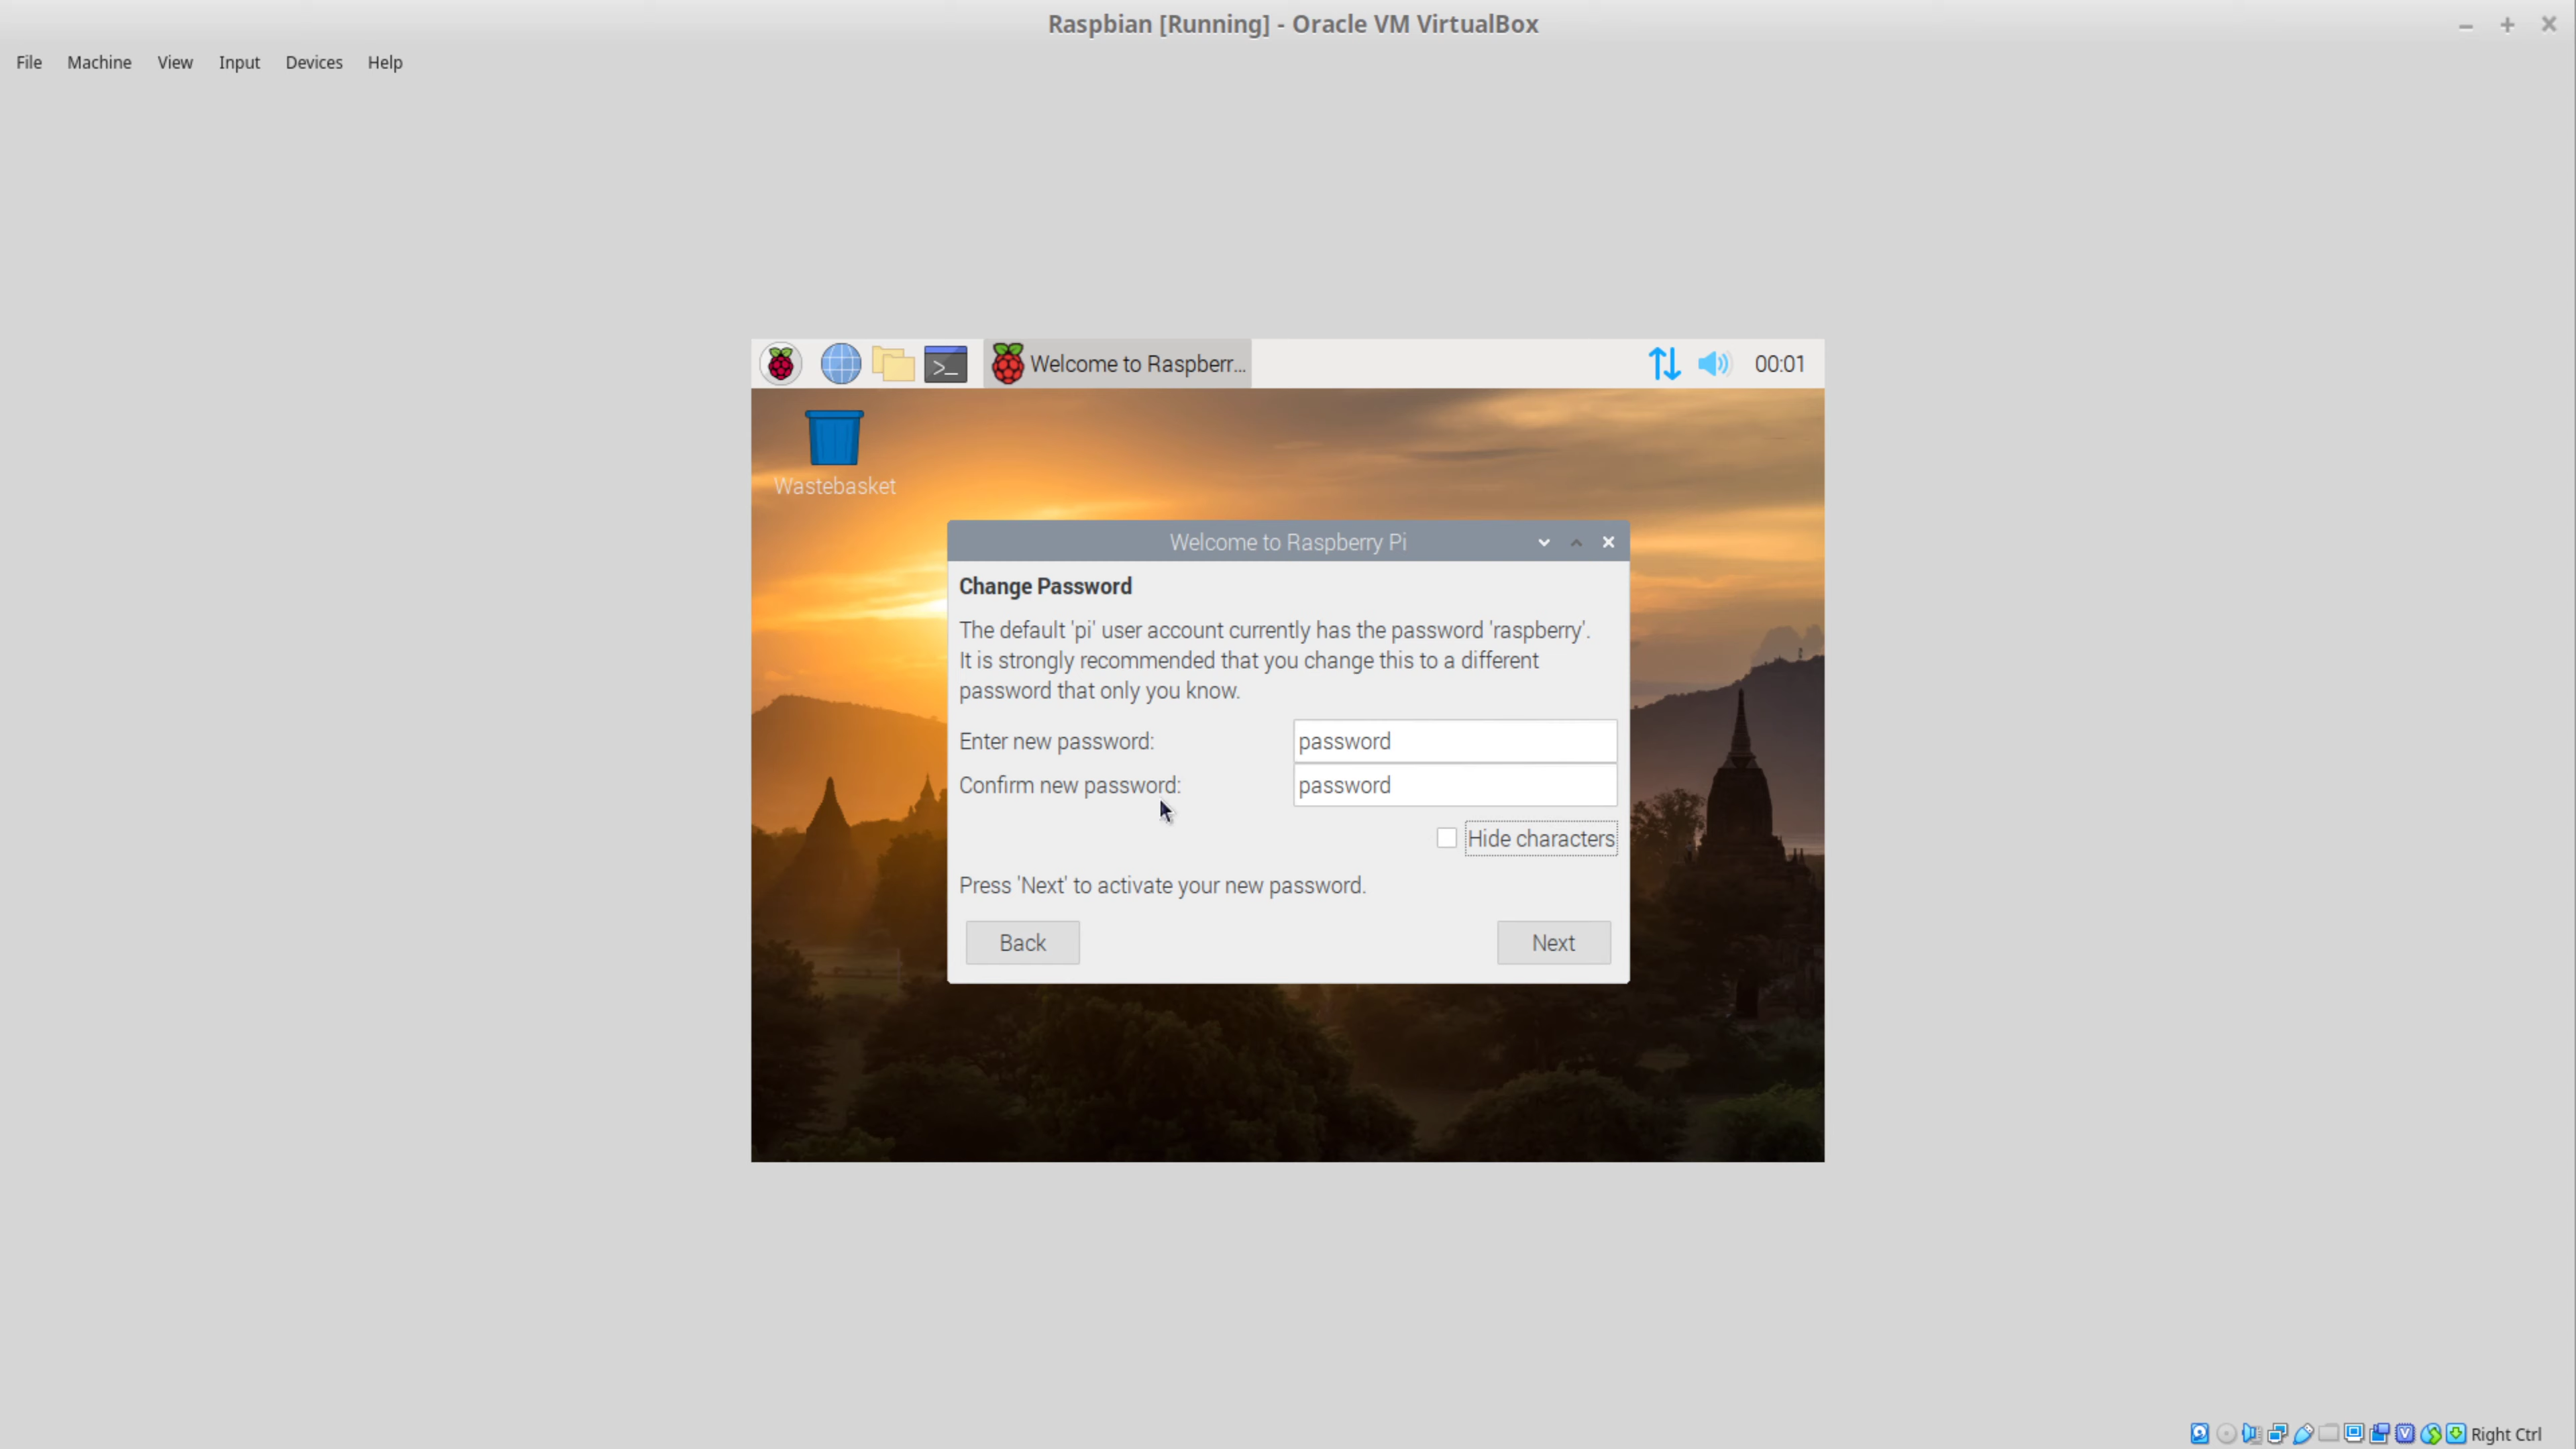 Raspbian [Running] - Oracle VM VirtualBox
File Machine View Input Devices Help
Welcome to Raspberr... 00:01
Wastebasket
Welcome to Raspberry Pi
Change Password
The default 'pi' user account currently has the password 'raspberry'.
It is strongly recommended that you change this to a different
password that only you know.
Enter new password: password
Confirm new password: password
Hide characters
Press 'Next' to activate your new password.
Back Next
Right Ctrl